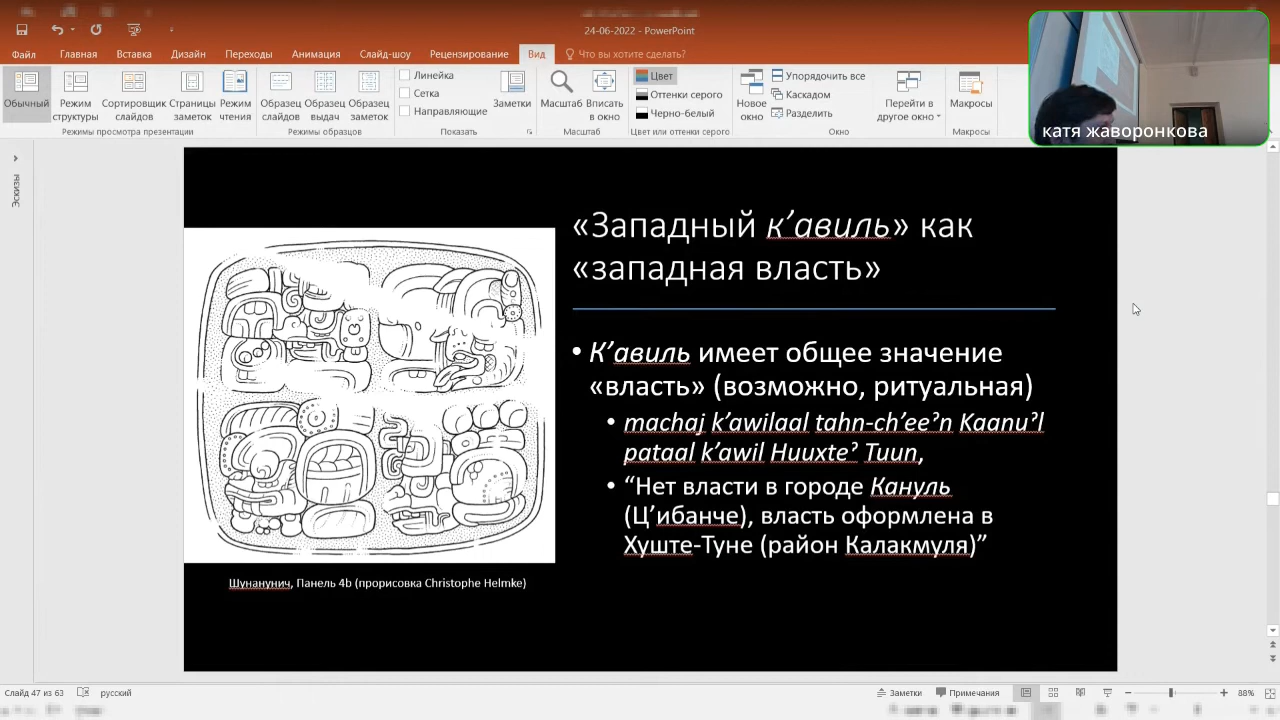 24-06-2022 - PowerPoint
Файл Главная Вставка Дизайн Переходы Анимация Слайд-шоу Рецензирование Вид Что вы хотите сделать?
Обычный
Режим структуры
Сортировщик слайдов
Страницы заметок
Режим чтения
Режимы просмотра презентации
Образец слайдов
Образец выдач
Образец заметок
Режимы образцов
Линейка
Сетка
Направляющие
Показать
Заметки
Масштаб
Вписать в окно
Масштаб
Цвет
Оттенки серого
Черно-белый
Цвет или оттенки серого
Новое окно
Упорядочить все
Каскадом
Разделить
Перейти в другое окно
Окно
Макросы
Макросы
катя жаворонкова
Эскизы
«Западный к’авиль» как
«западная власть»
• К’авиль имеет общее значение
«власть» (возможно, ритуальная)
• machaj k’awilaal tahn-ch’eeˀn Kaanuˀl
pataal k’awil Huuxteˀ Tuun,
• “Нет власти в городе Кануль
(Ц’ибанче), власть оформлена в
Хуште-Туне (район Калакмуля)”
Шунанунич, Панель 4b (прорисовка Christophe Helmke)
Слайд 47 из 63 русский Заметки Примечания 88%